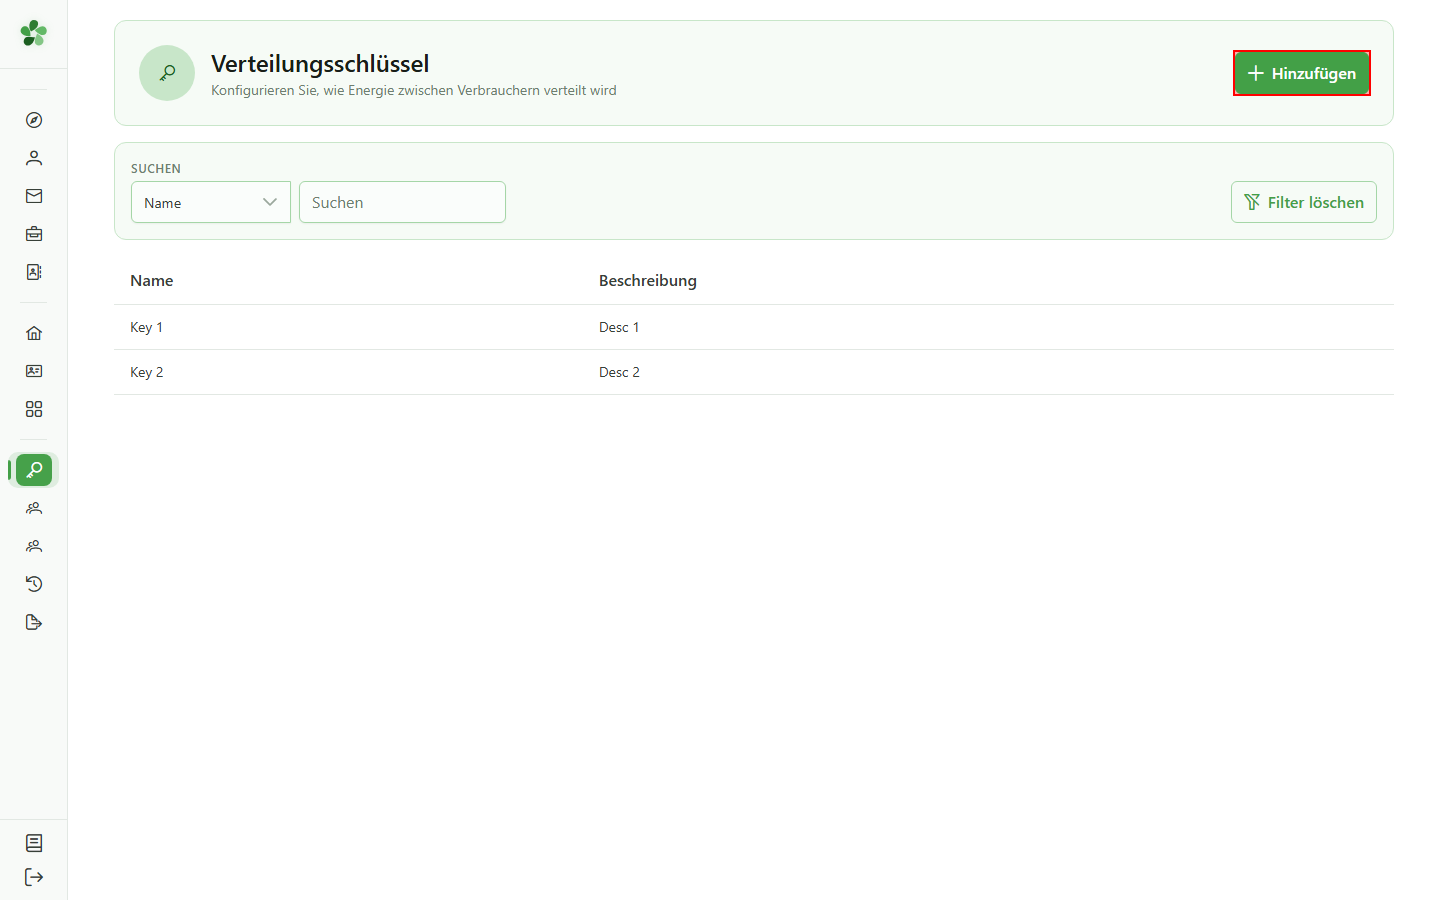 Verteilungsschlüssel
Konfigurieren Sie, wie Energie zwischen Verbrauchern verteilt wird
Hinzufügen
SUCHEN
Name
Suchen
Filter löschen
Name Beschreibung
Key 1 Desc 1
Key 2 Desc 2